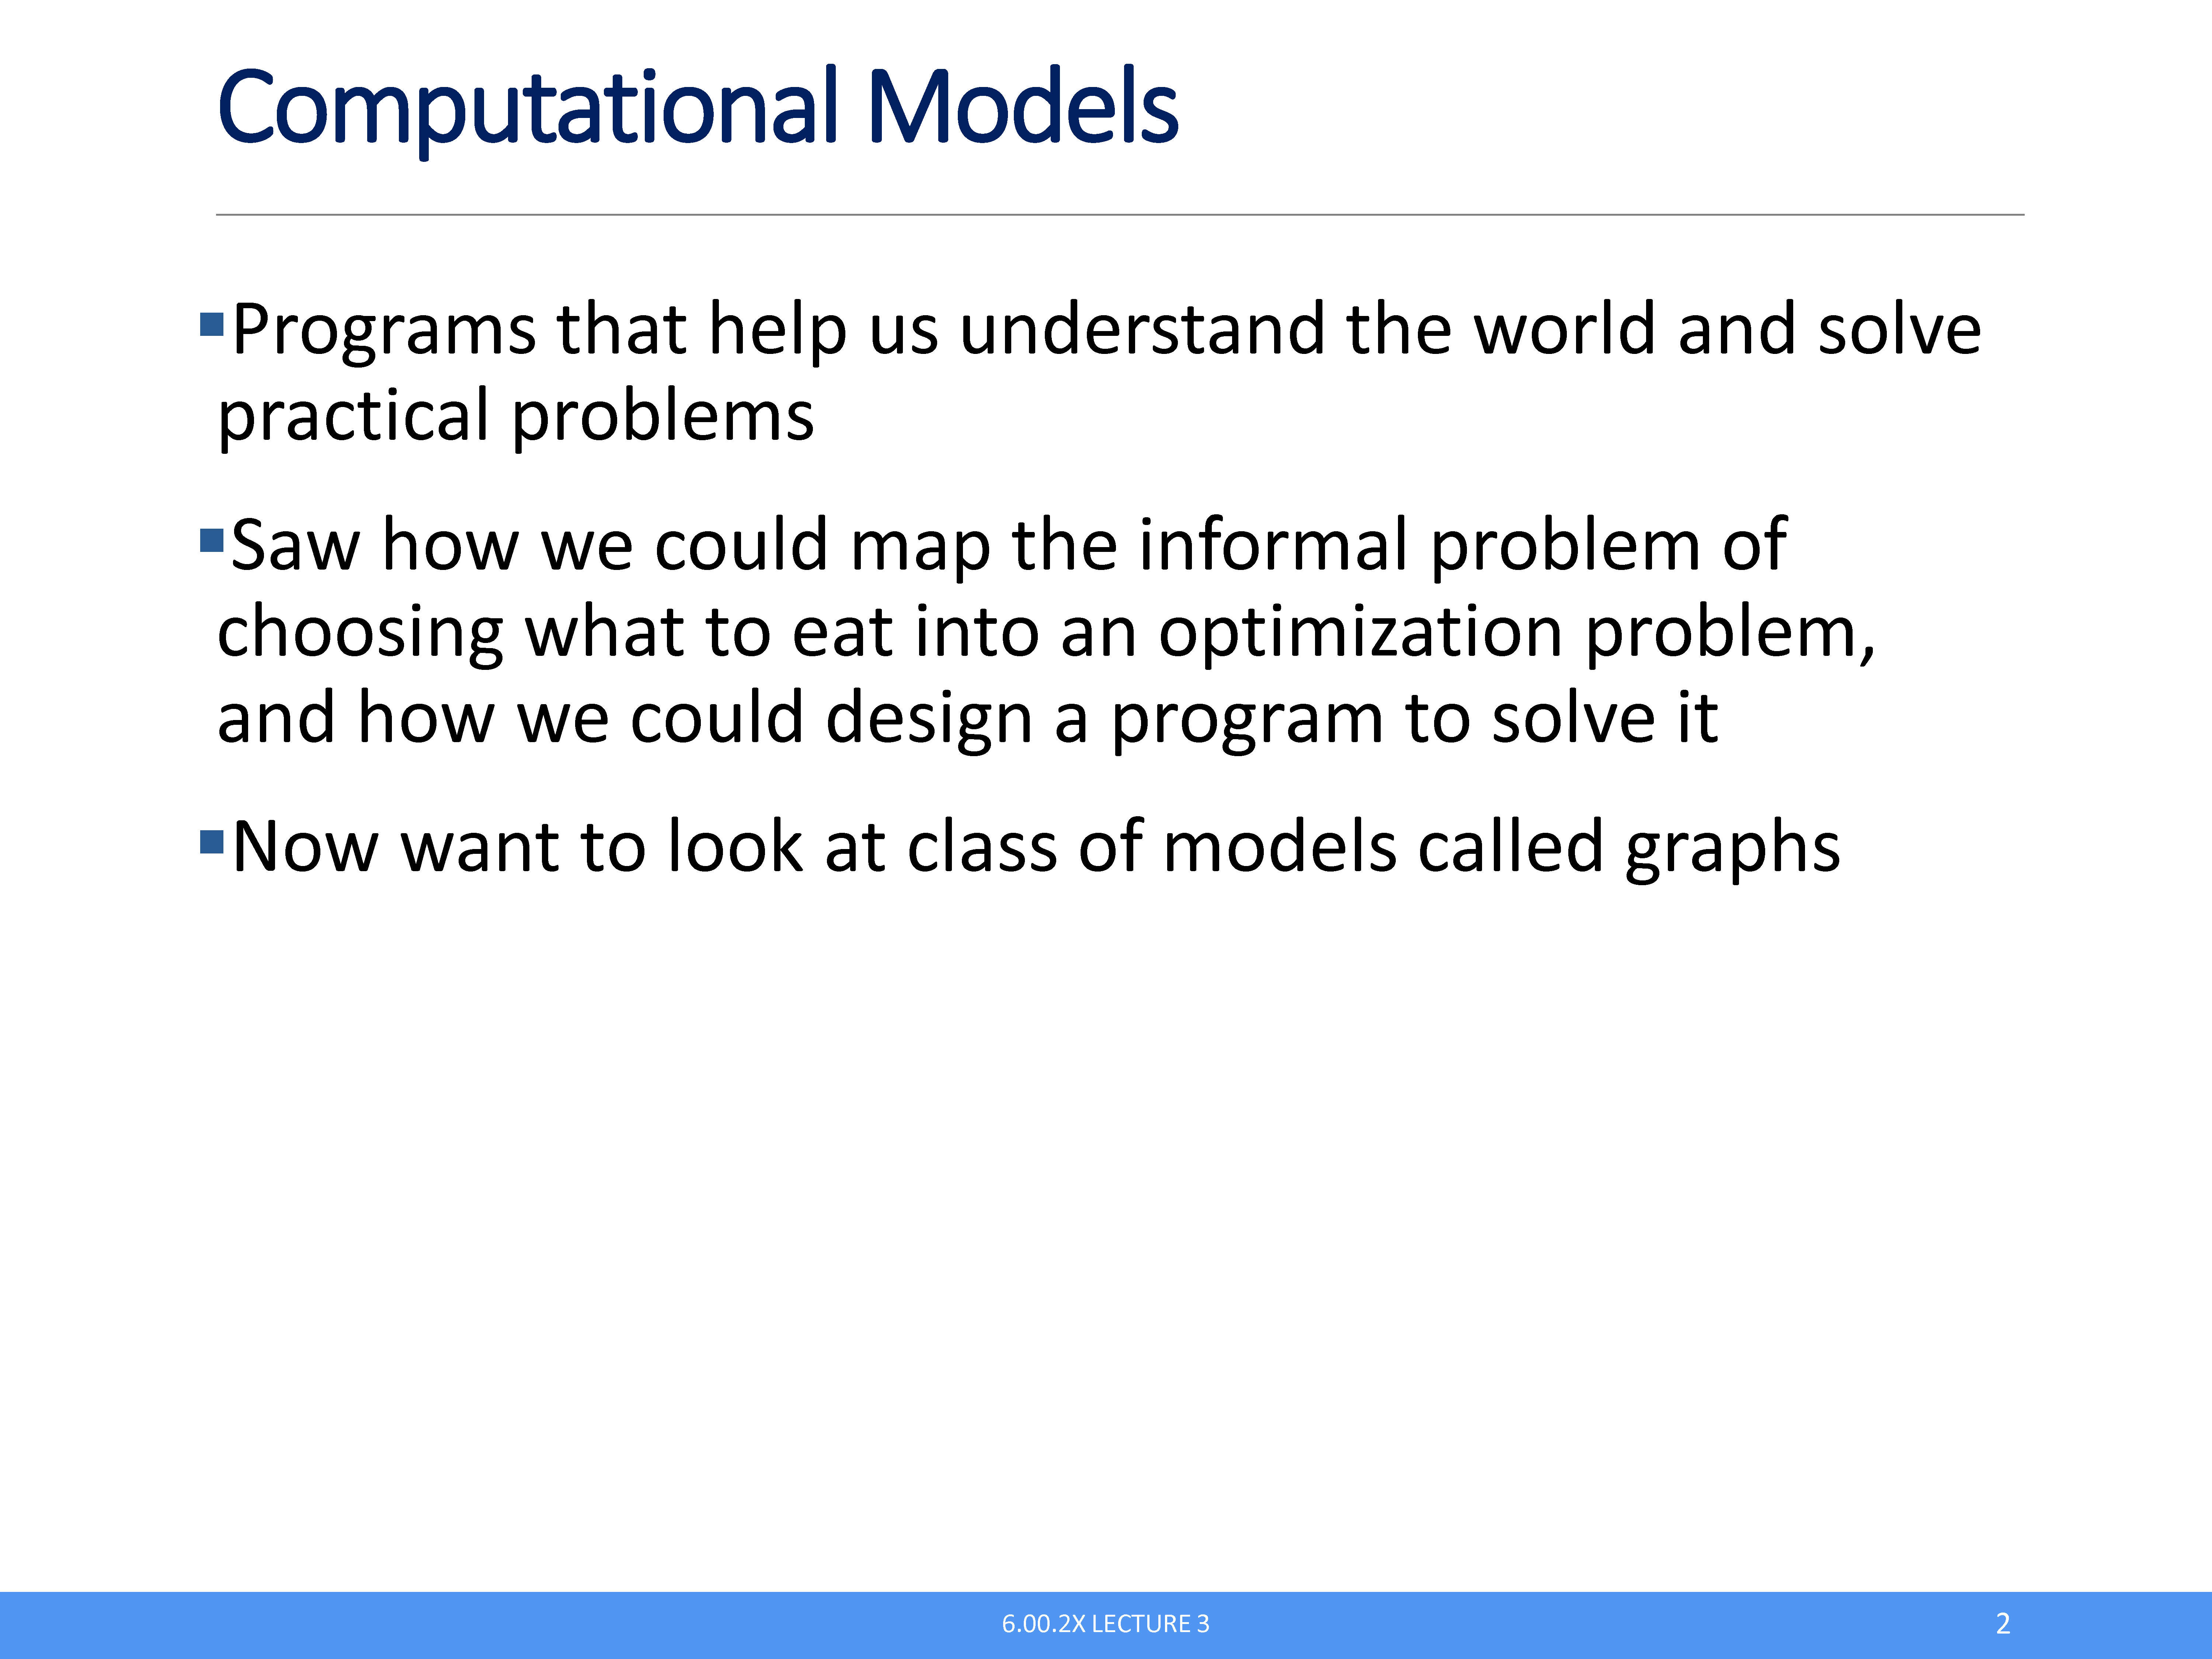 Computational Models
▪Programs that help us understand the world and solve
practical problems
▪Saw how we could map the informal problem of
choosing what to eat into an optimization problem,
and how we could design a program to solve it
▪Now want to look at class of models called graphs
6.00.2X LECTURE 3
2